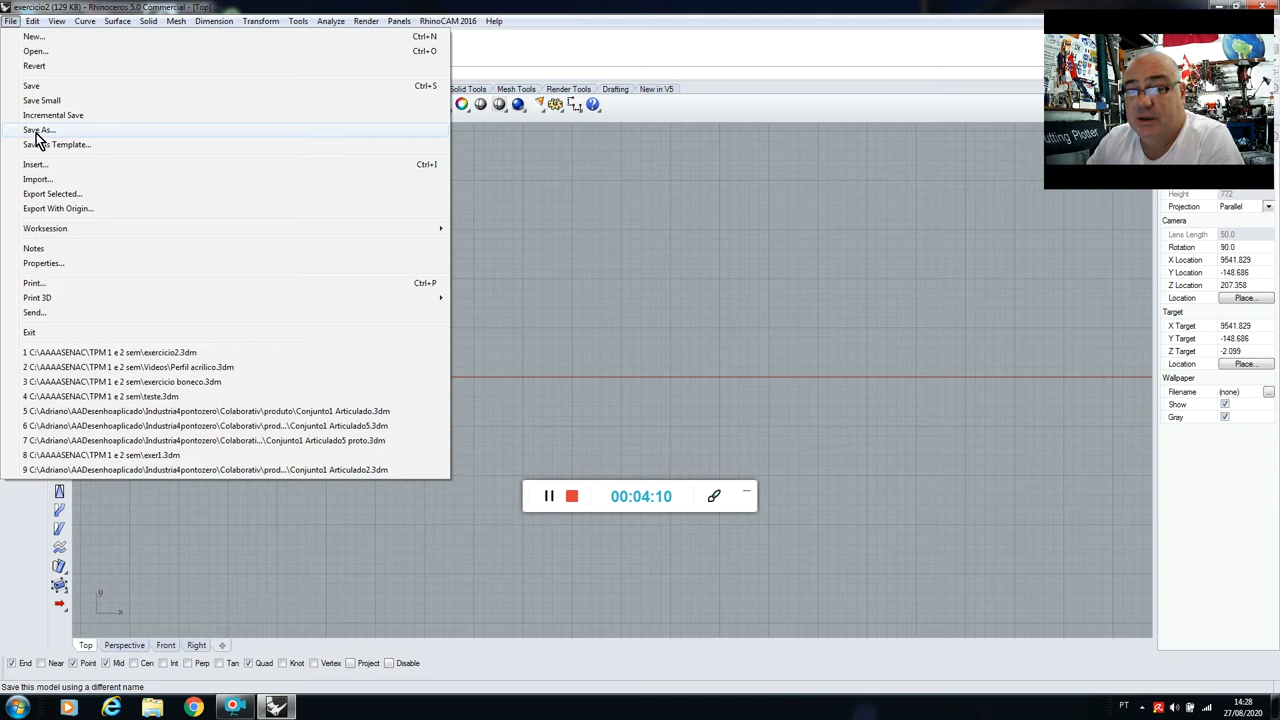 exercicio2 (129 KB) - Rhinoceros 5.0 Commercial - [Top]
File Edit View Curve Surface Solid Mesh Dimension Transform Tools Analyze Render Panels RhinoCAM 2016 Help
New... Ctrl+N
Open... Ctrl+O
Revert
Save Ctrl+S
Save Small
Incremental Save
Save As...
Save As Template...
Insert... Ctrl+I
Import...
Export Selected...
Export With Origin...
Worksession
Notes
Properties...
Print... Ctrl+P
Print 3D
Send...
Exit
1 C:\AAAASENAC\TPM 1 e 2 sem\exercicio2.3dm
2 C:\AAAASENAC\TPM 1 e 2 sem\Videos\Perfil acrilico.3dm
3 C:\AAAASENAC\TPM 1 e 2 sem\exercicio boneco.3dm
4 C:\AAAASENAC\TPM 1 e 2 sem\teste.3dm
5 C:\Adriano\AADesenhoaplicado\Industria4pontozero\Colaborativ\produto\Conjunto1 Articulado.3dm
6 C:\Adriano\AADesenhoaplicado\Industria4pontozero\Colaborativ\prod...\Conjunto1 Articulado5.3dm
7 C:\Adriano\AADesenhoaplicado\Industria4pontozero\Colaborati...\Conjunto1 Articulado5 proto.3dm
8 C:\AAAASENAC\TPM 1 e 2 sem\exer1.3dm
9 C:\Adriano\AADesenhoaplicado\Industria4pontozero\Colaborativ\prod...\Conjunto1 Articulado2.3dm
Solid Tools Mesh Tools Render Tools Drafting New in V5
utting Plotter
Height 772
Projection Parallel
Camera
Lens Length 50.0
Rotation 90.0
X Location 9541.829
Y Location -148.686
Z Location 207.358
Location Place...
Target
X Target 9541.829
Y Target -148.686
Z Target -2.099
Location Place...
Wallpaper
Filename (none) ...
Show
Gray
00:04:10
y
x
Top Perspective Front Right
End Near Point Mid Cen Int Perp Tan Quad Knot Vertex Project Disable
Save this model using a different name
PT 14:28
27/08/2020